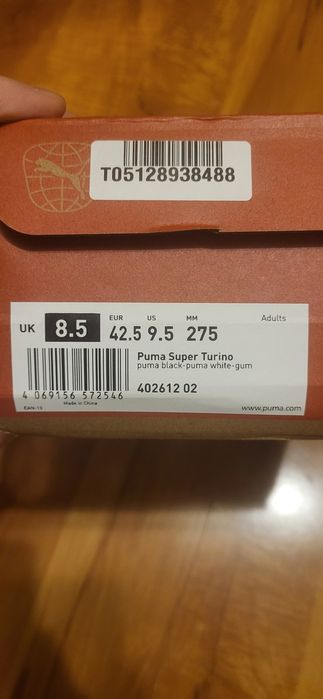 T05128938488
UK 8.5 EUR 42.5 US 9.5 MM 275 Adults
Puma Super Turino
puma black-puma white-gum
4 069156 572546
402612 02
EAN-13
Made in China
www.puma.com